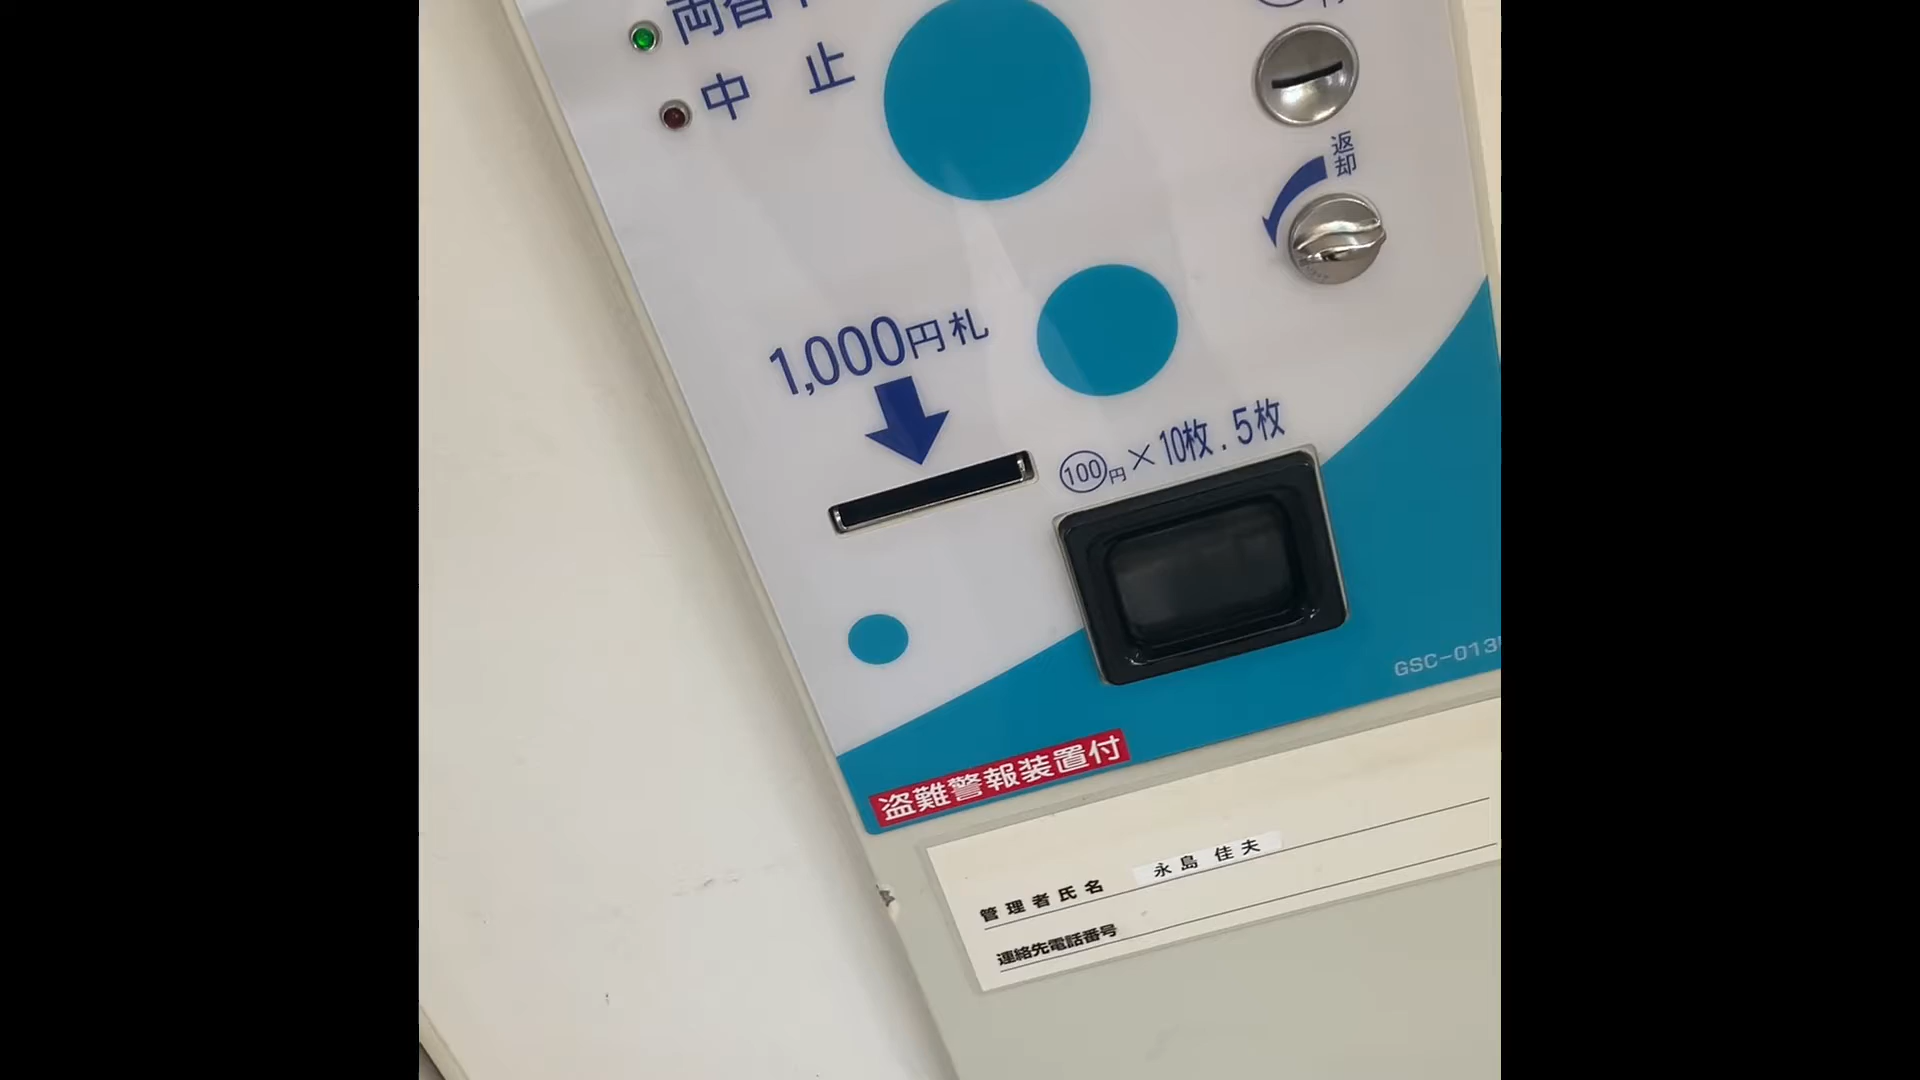 両替中
中 止
返却
1,000円札
100円×10枚.5枚
GSC-013
盗難警報装置付
管理者氏名 永島 佳夫
連絡先電話番号